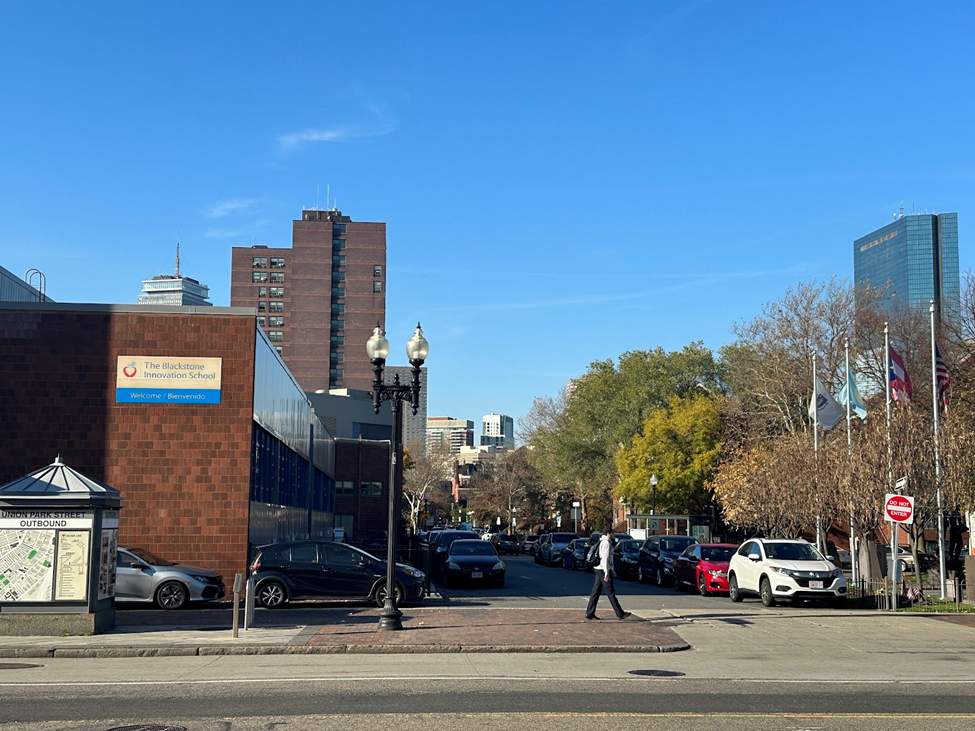 The Blackstone
Innovation School
Welcome / Bienvenido
UNION PARK STREET
OUTBOUND
DO NOT
ENTER